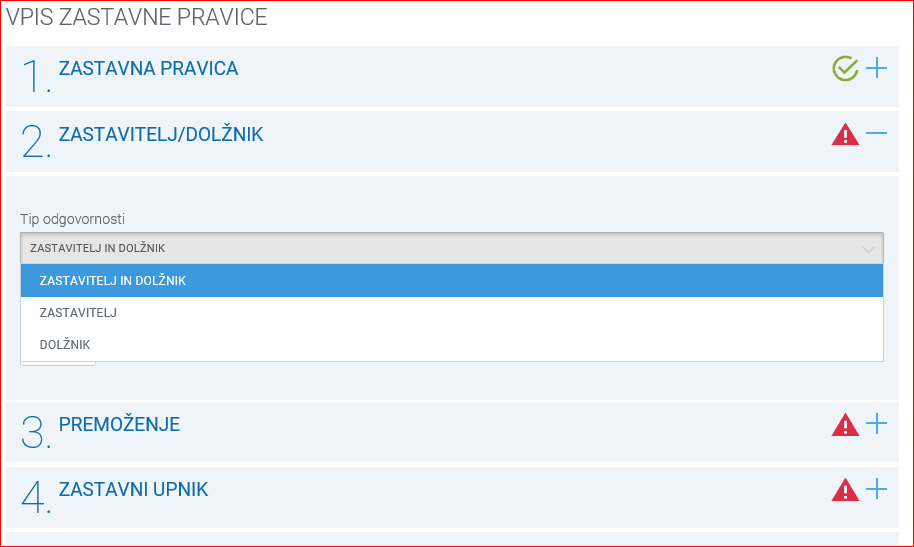 VPIS ZASTAVNE PRAVICE
1. ZASTAVNA PRAVICA
2. ZASTAVITELJ/DOLŽNIK
Tip odgovornosti
ZASTAVITELJ IN DOLŽNIK
ZASTAVITELJ IN DOLŽNIK
ZASTAVITELJ
DOLŽNIK
3. PREMOŽENJE
4. ZASTAVNI UPNIK